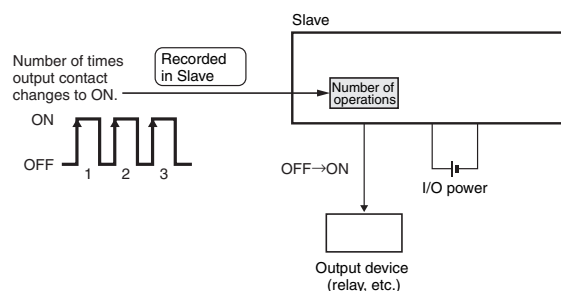 Slave
Number of times
output contact
changes to ON.
Recorded
in Slave
Number of
operations
ON
OFF
1 2 3
OFF→ON
I/O power
Output device
(relay, etc.)